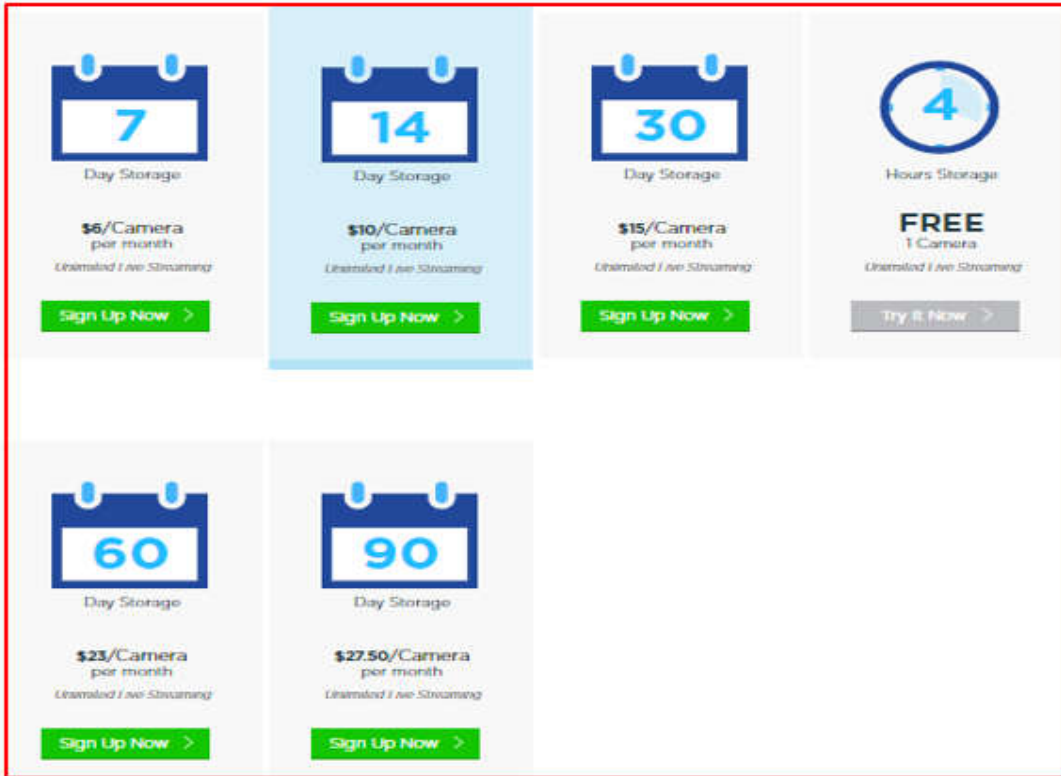 7
Day Storage
$6/Camera
per month
Unlimited Live Streaming
Sign Up Now >
14
Day Storage
$10/Camera
per month
Unlimited Live Streaming
Sign Up Now >
30
Day Storage
$15/Camera
per month
Unlimited Live Streaming
Sign Up Now >
4
Hours Storage
FREE
1 Camera
Unlimited Live Streaming
Try It Now >
60
Day Storage
$23/Camera
per month
Unlimited Live Streaming
Sign Up Now >
90
Day Storage
$27.50/Camera
per month
Unlimited Live Streaming
Sign Up Now >